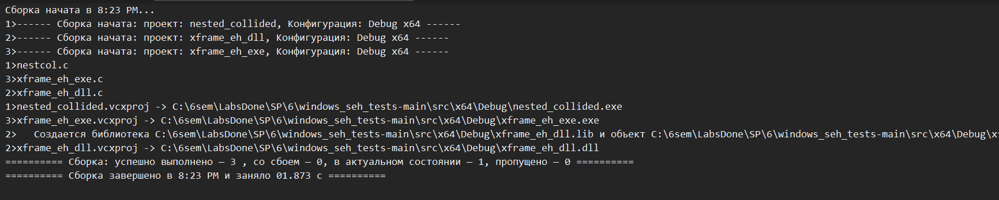 Сборка начата в 8:23 PM...
1>------ Сборка начата: проект: nested_collided, Конфигурация: Debug x64 ------
2>------ Сборка начата: проект: xframe_eh_dll, Конфигурация: Debug x64 ------
3>------ Сборка начата: проект: xframe_eh_exe, Конфигурация: Debug x64 ------
1>nestcol.c
3>xframe_eh_exe.c
2>xframe_eh_dll.c
1>nested_collided.vcxproj -> C:\6sem\LabsDone\SP\6\windows_seh_tests-main\src\x64\Debug\nested_collided.exe
3>xframe_eh_exe.vcxproj -> C:\6sem\LabsDone\SP\6\windows_seh_tests-main\src\x64\Debug\xframe_eh_exe.exe
2>   Создается библиотека C:\6sem\LabsDone\SP\6\windows_seh_tests-main\src\x64\Debug\xframe_eh_dll.lib и объект C:\6sem\LabsDone\SP\6\windows_seh_tests-main\src\x64\Debug\x
2>xframe_eh_dll.vcxproj -> C:\6sem\LabsDone\SP\6\windows_seh_tests-main\src\x64\Debug\xframe_eh_dll.dll
========== Сборка: успешно выполнено — 3 , со сбоем — 0, в актуальном состоянии — 1, пропущено — 0 ==========
========== Сборка завершено в 8:23 PM и заняло 01.873 с ==========